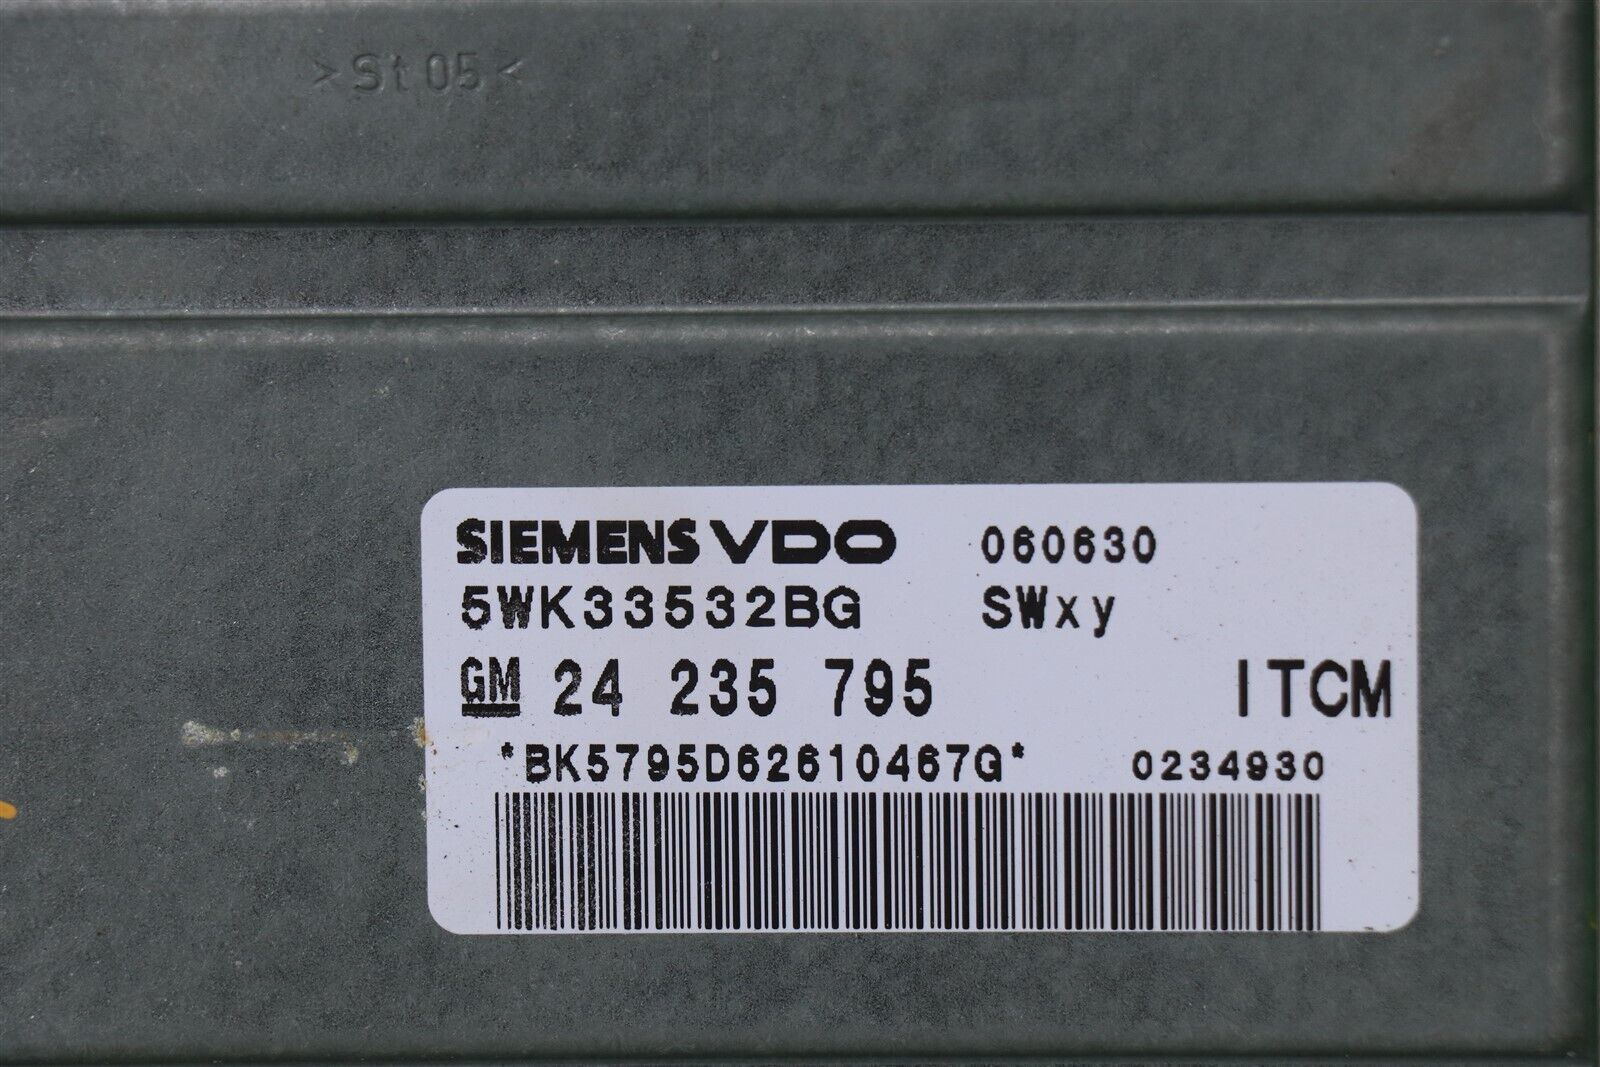 >St 05<
SIEMENS VDO 060630
5WK33532BG SWxy
GM 24 235 795 ITCM
*BK5795D62610467G* 0234930